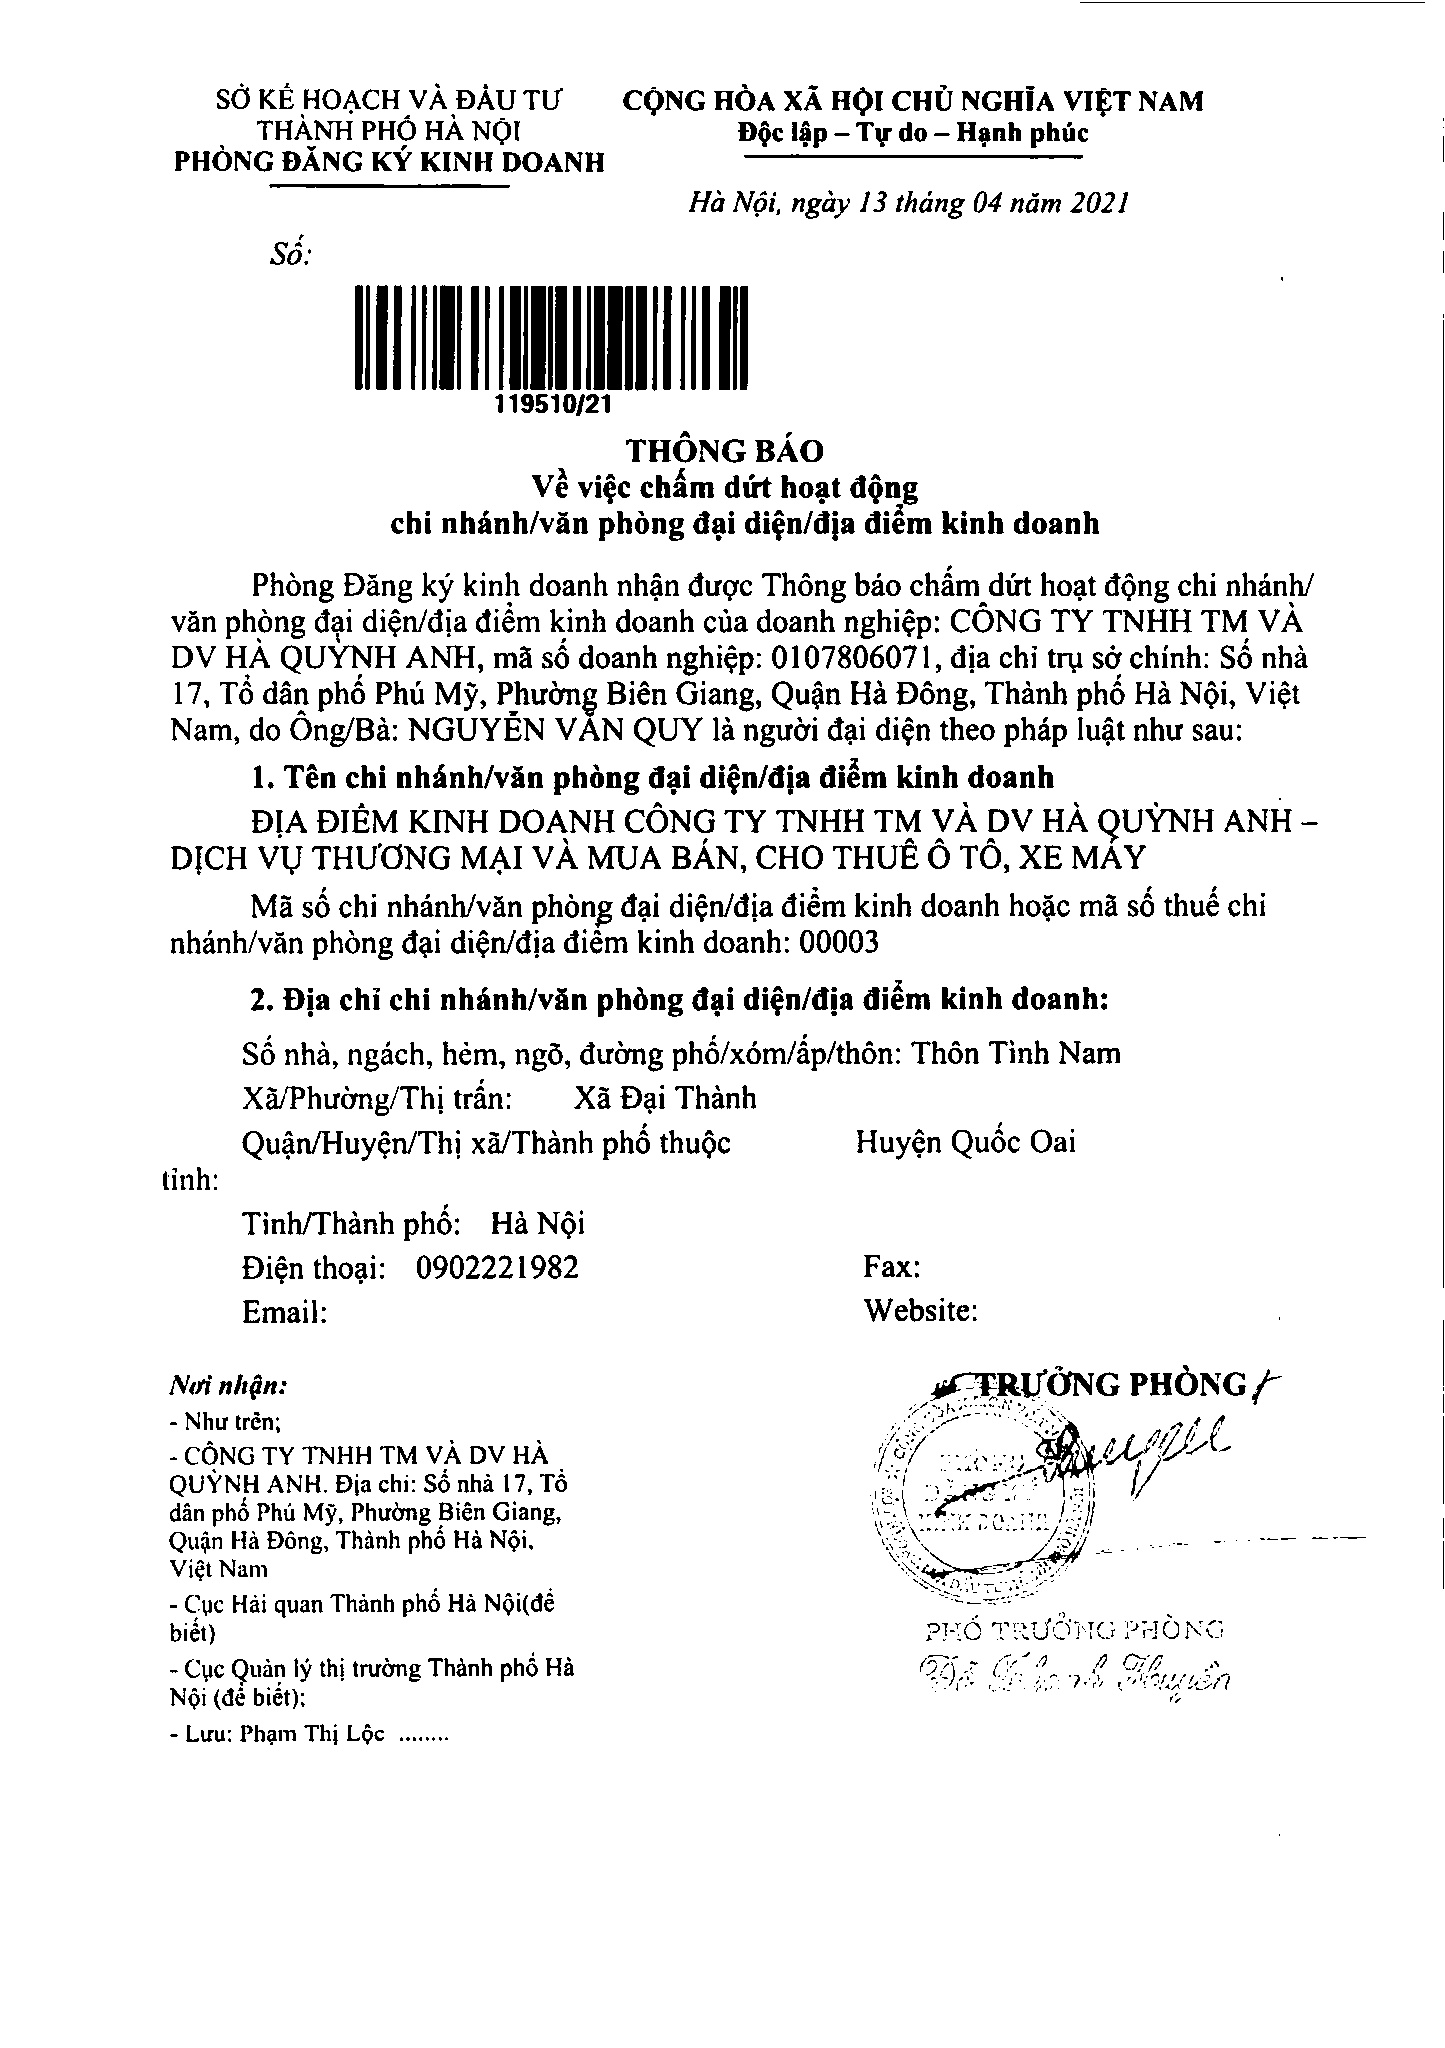 SỞ KẾ HOẠCH VÀ ĐẦU TƯ
THÀNH PHỐ HÀ NỘI
PHÒNG ĐĂNG KÝ KINH DOANH
CỘNG HÒA XÃ HỘI CHỦ NGHĨA VIỆT NAM
Độc lập – Tự do – Hạnh phúc
Hà Nội, ngày 13 tháng 04 năm 2021
Số:
119510/21
THÔNG BÁO
Về việc chấm dứt hoạt động
chi nhánh/văn phòng đại diện/địa điểm kinh doanh
Phòng Đăng ký kinh doanh nhận được Thông báo chấm dứt hoạt động chi nhánh/
văn phòng đại diện/địa điểm kinh doanh của doanh nghiệp: CÔNG TY TNHH TM VÀ
DV HÀ QUỲNH ANH, mã số doanh nghiệp: 0107806071, địa chỉ trụ sở chính: Số nhà
17, Tổ dân phố Phú Mỹ, Phường Biên Giang, Quận Hà Đông, Thành phố Hà Nội, Việt
Nam, do Ông/Bà: NGUYỄN VĂN QUY là người đại diện theo pháp luật như sau:
1. Tên chi nhánh/văn phòng đại diện/địa điểm kinh doanh
ĐỊA ĐIỂM KINH DOANH CÔNG TY TNHH TM VÀ DV HÀ QUỲNH ANH –
DỊCH VỤ THƯƠNG MẠI VÀ MUA BÁN, CHO THUÊ Ô TÔ, XE MÁY
Mã số chi nhánh/văn phòng đại diện/địa điểm kinh doanh hoặc mã số thuế chi
nhánh/văn phòng đại diện/địa điểm kinh doanh: 00003
2. Địa chỉ chi nhánh/văn phòng đại diện/địa điểm kinh doanh:
Số nhà, ngách, hẻm, ngõ, đường phố/xóm/ấp/thôn: Thôn Tình Nam
Xã/Phường/Thị trấn: Xã Đại Thành
Quận/Huyện/Thị xã/Thành phố thuộc Huyện Quốc Oai
tỉnh:
Tỉnh/Thành phố: Hà Nội
Điện thoại: 0902221982 Fax:
Email: Website:
Nơi nhận:
- Như trên;
- CÔNG TY TNHH TM VÀ DV HÀ
QUỲNH ANH. Địa chỉ: Số nhà 17, Tổ
dân phố Phú Mỹ, Phường Biên Giang,
Quận Hà Đông, Thành phố Hà Nội,
Việt Nam
- Cục Hải quan Thành phố Hà Nội(để
biết)
- Cục Quản lý thị trường Thành phố Hà
Nội (để biết);
- Lưu: Phạm Thị Lộc ........
TRƯỞNG PHÒNG
PHÒNG
ĐĂNG KÝ
KINH DOANH
PHÓ TRƯỞNG PHÒNG